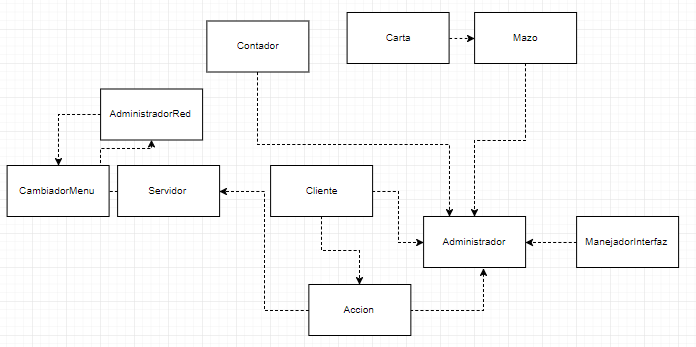 Contador
Carta
Mazo
AdministradorRed
CambiadorMenu
Servidor
Cliente
Administrador
ManejadorInterfaz
Accion